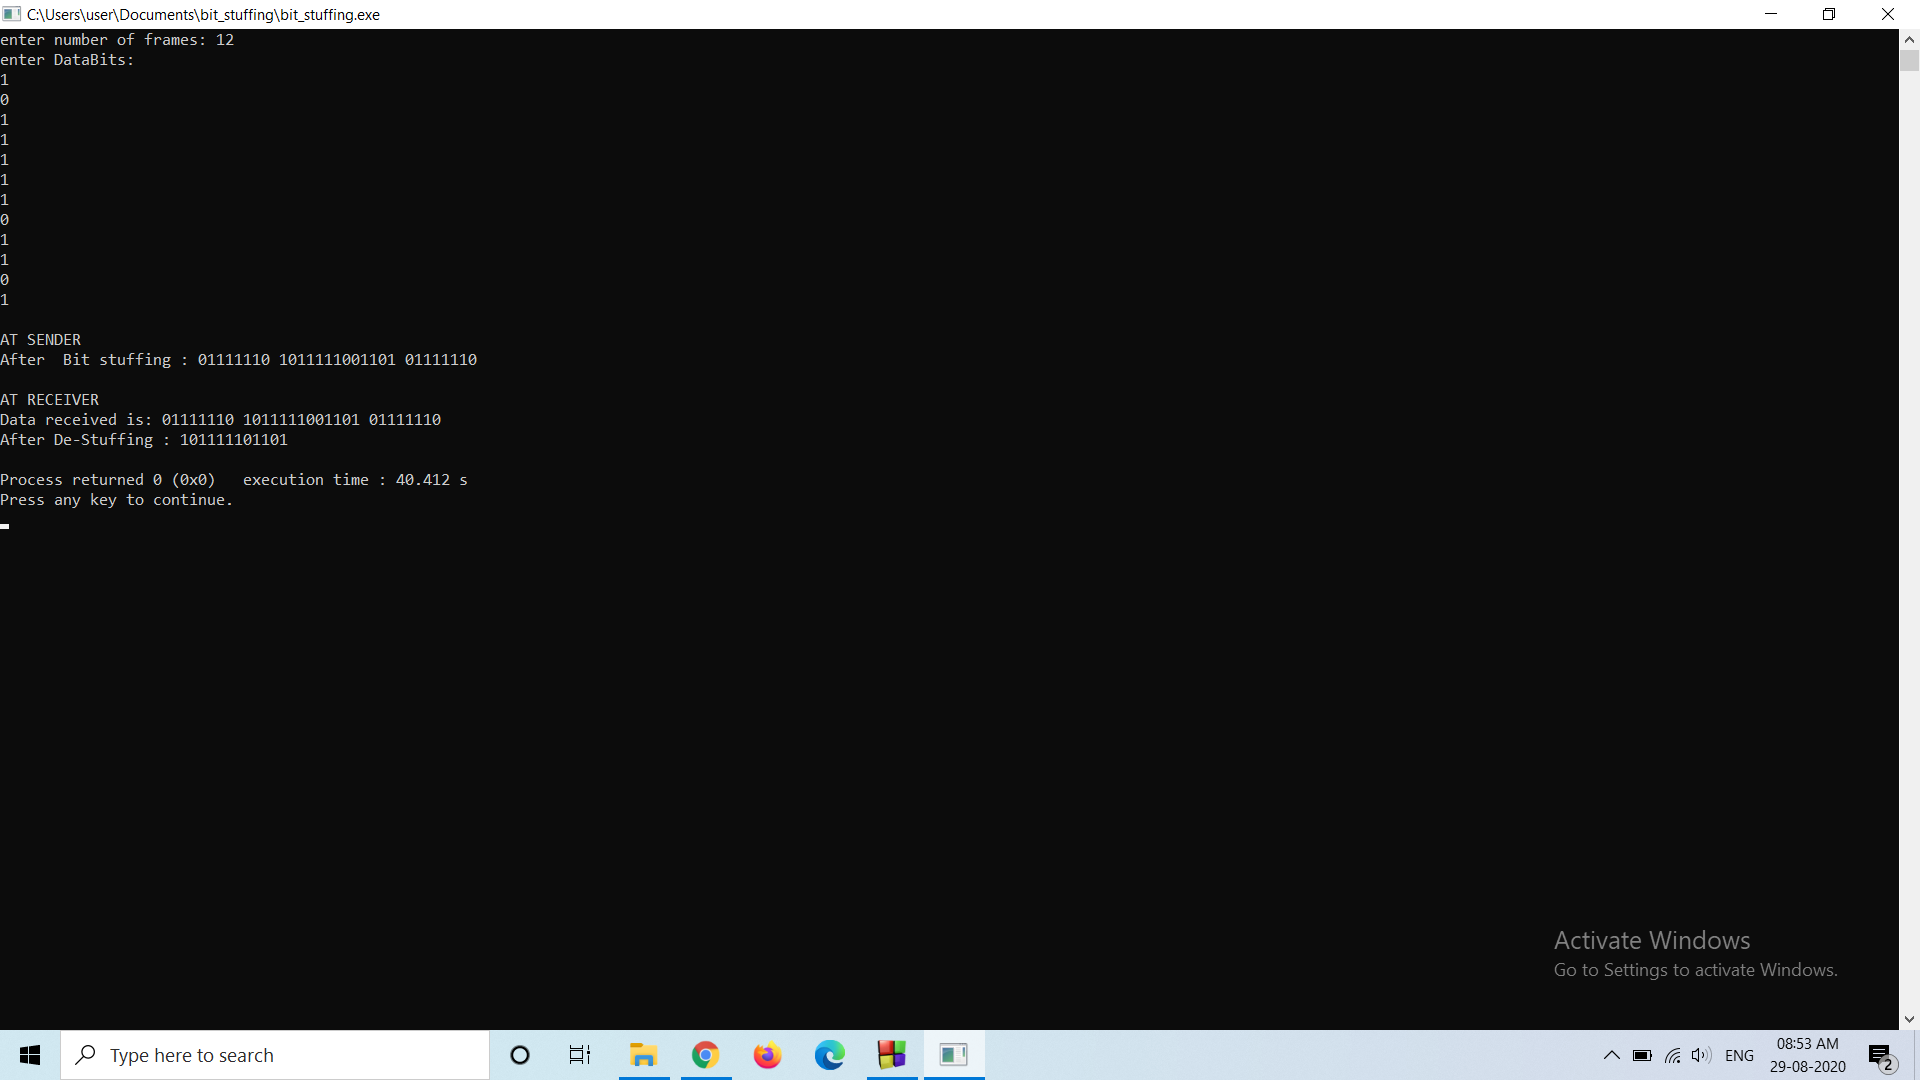 C:\Users\user\Documents\bit_stuffing\bit_stuffing.exe
enter number of frames: 12
enter DataBits:
1
0
1
1
1
1
1
0
1
1
0
1
AT SENDER
After  Bit stuffing : 01111110 1011111001101 01111110
AT RECEIVER
Data received is: 01111110 1011111001101 01111110
After De-Stuffing : 101111101101
Process returned 0 (0x0)   execution time : 40.412 s
Press any key to continue.
Activate Windows
Go to Settings to activate Windows.
Type here to search
ENG
08:53 AM
29-08-2020
2